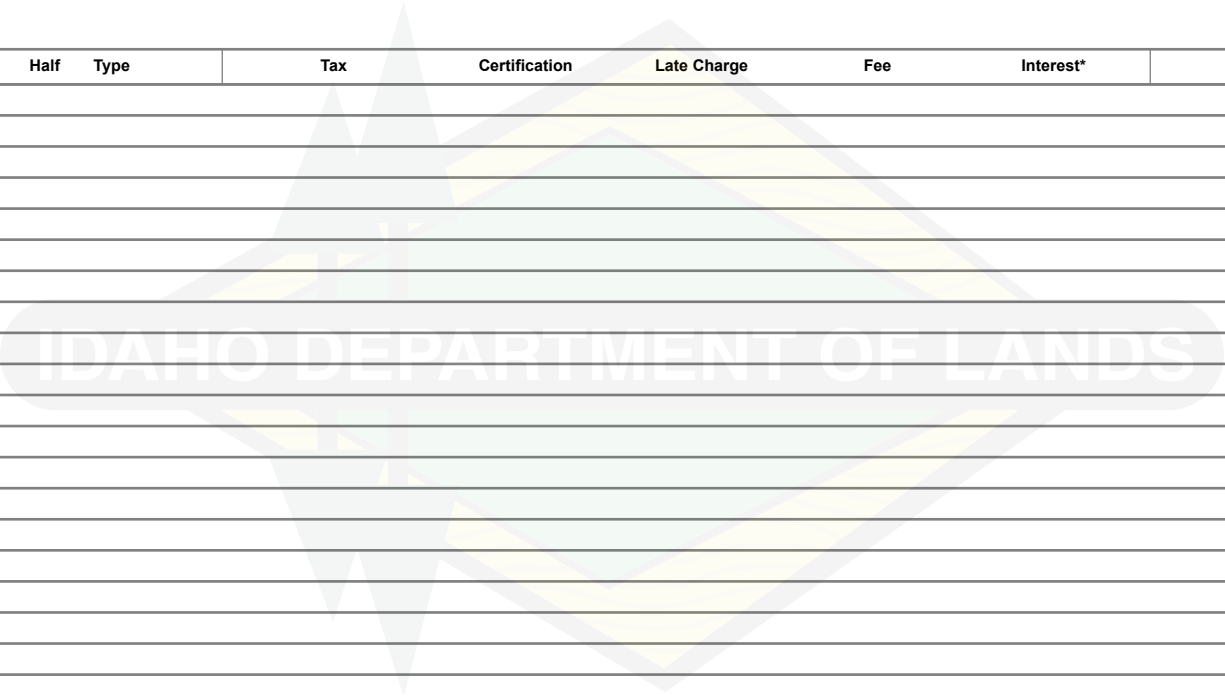 Half Type Tax Certification Late Charge Fee Interest*
IDAHO DEPARTMENT OF LANDS